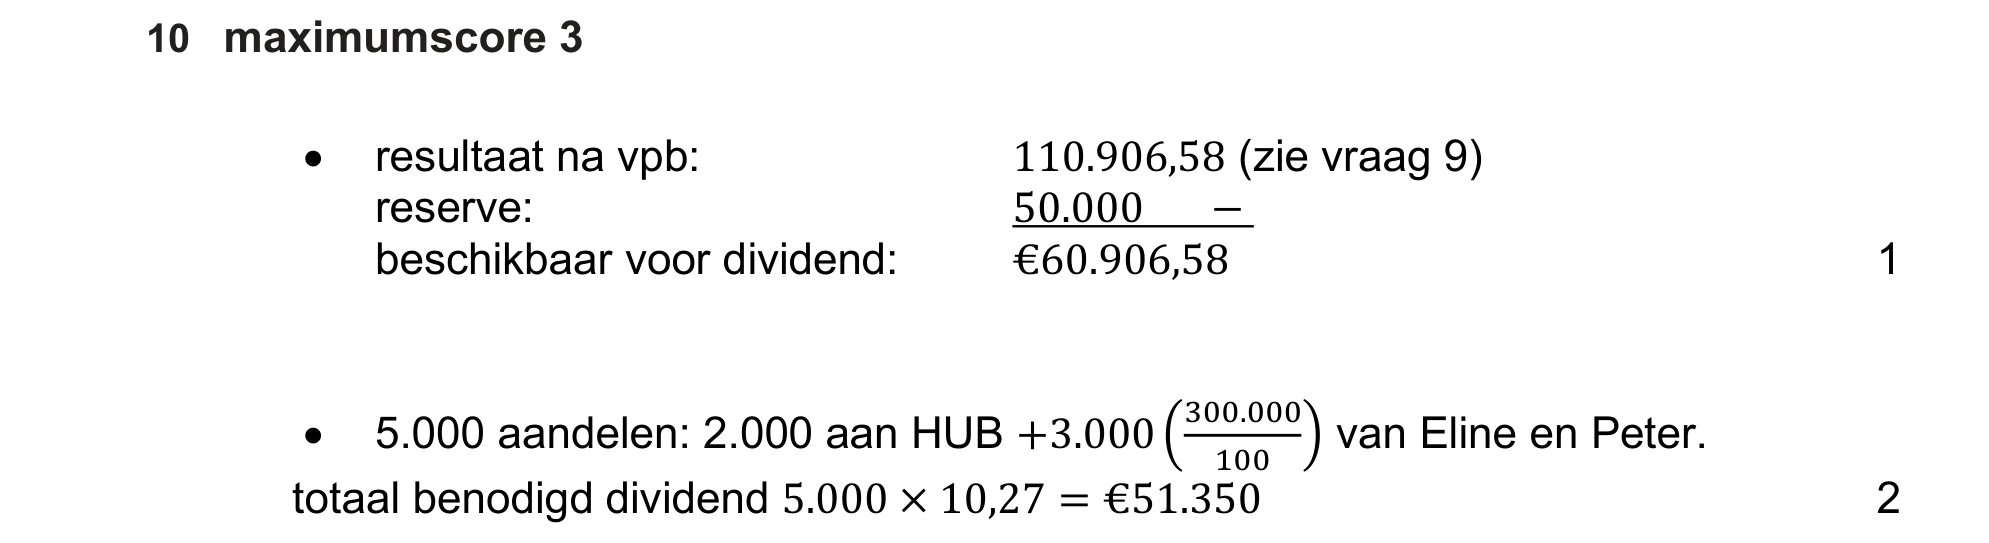 10 maximumscore 3
• resultaat na vpb: 110.906,58 (zie vraag 9)
reserve: 50.000 −
beschikbaar voor dividend: €60.906,58 1
• 5.000 aandelen: 2.000 aan HUB +3.000 (300.000/100) van Eline en Peter.
totaal benodigd dividend 5.000 × 10,27 = €51.350 2